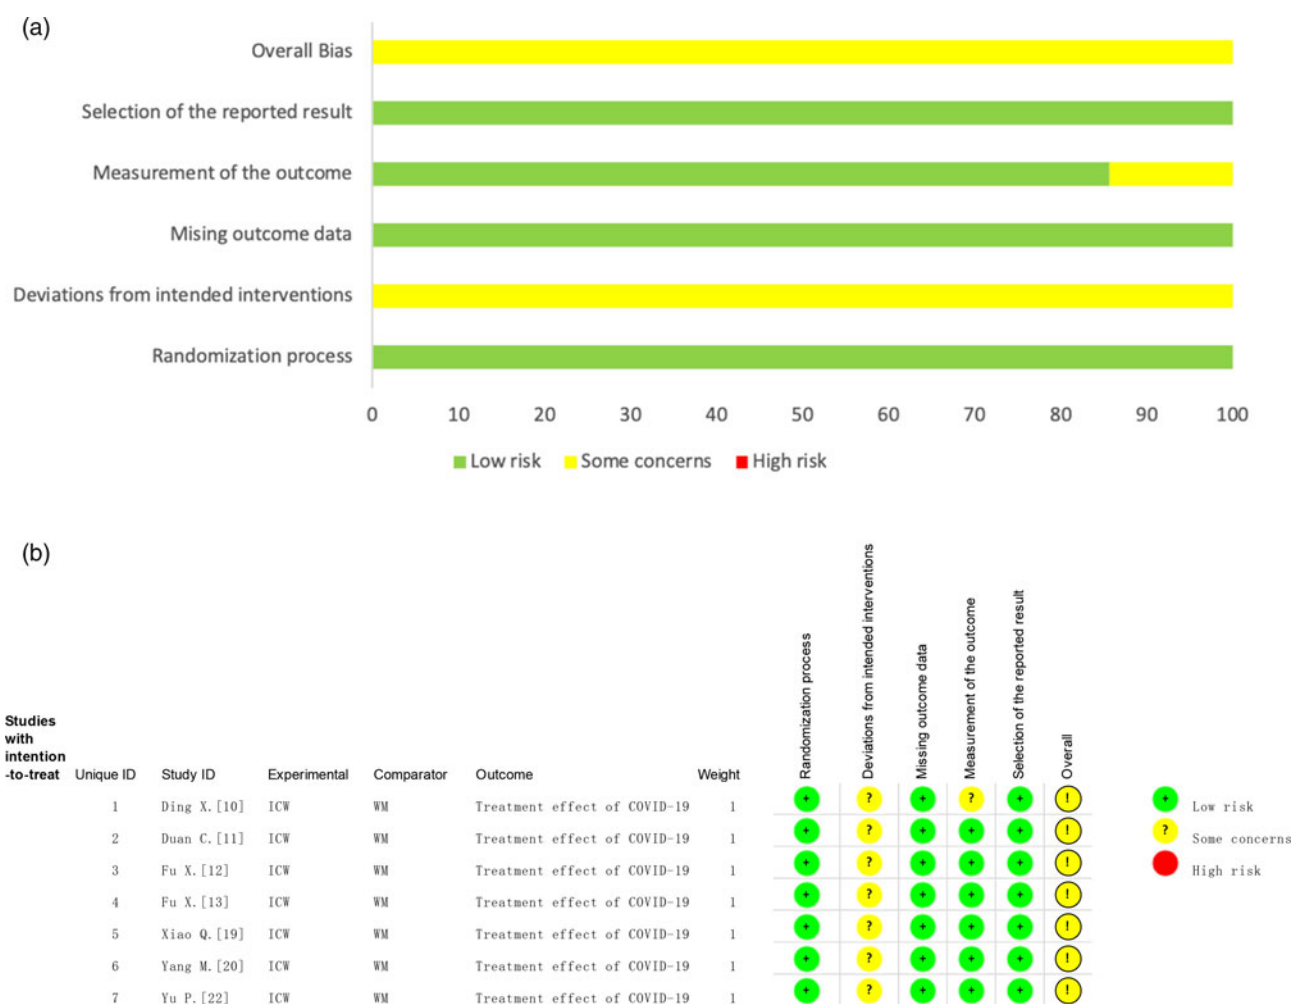 (a)
Overall Bias
Selection of the reported result
Measurement of the outcome
Mising outcome data
Deviations from intended interventions
Randomization process
0 10 20 30 40 50 60 70 80 90 100
Low risk Some concerns High risk
(b)
Randomization process
Deviations from intended interventions
Missing outcome data
Measurement of the outcome
Selection of the reported result
Overall
Studies
with
intention
-to-treat Unique ID Study ID Experimental Comparator Outcome Weight
1 Ding X.[10] ICW WM Treatment effect of COVID-19 1 + ? + ? + !
2 Duan C.[11] ICW WM Treatment effect of COVID-19 1 + ? + + + !
3 Fu X.[12] ICW WM Treatment effect of COVID-19 1 + ? + + + !
4 Fu X.[13] ICW WM Treatment effect of COVID-19 1 + ? + + + !
5 Xiao Q.[19] ICW WM Treatment effect of COVID-19 1 + ? + + + !
6 Yang M.[20] ICW WM Treatment effect of COVID-19 1 + ? + + + !
7 Yu P.[22] ICW WM Treatment effect of COVID-19 1 + ? + + + !
+ Low risk
? Some concerns
High risk